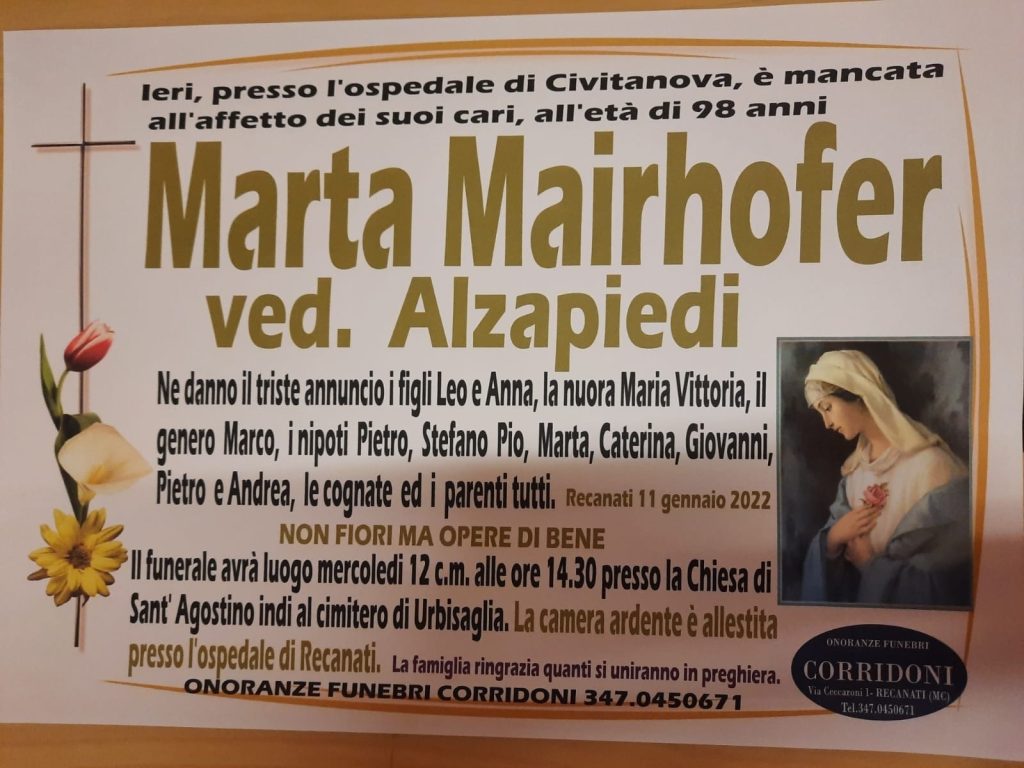 Ieri, presso l'ospedale di Civitanova, è mancata
all'affetto dei suoi cari, all'età di 98 anni
Marta Mairhofer
ved. Alzapiedi
Ne danno il triste annuncio i figli Leo e Anna, la nuora Maria Vittoria, il
genero Marco, i nipoti Pietro, Stefano Pio, Marta, Caterina, Giovanni,
Pietro e Andrea, le cognate ed i parenti tutti. Recanati 11 gennaio 2022
NON FIORI MA OPERE DI BENE
Il funerale avrà luogo mercoledi 12 c.m. alle ore 14.30 presso la Chiesa di
Sant' Agostino indi al cimitero di Urbisaglia. La camera ardente è allestita
presso l'ospedale di Recanati. La famiglia ringrazia quanti si uniranno in preghiera.
ONORANZE FUNEBRI CORRIDONI 347.0450671
ONORANZE FUNEBRI
CORRIDONI
Via Ceccaroni 1- RECANATI (MC)
Tel.347.0450671